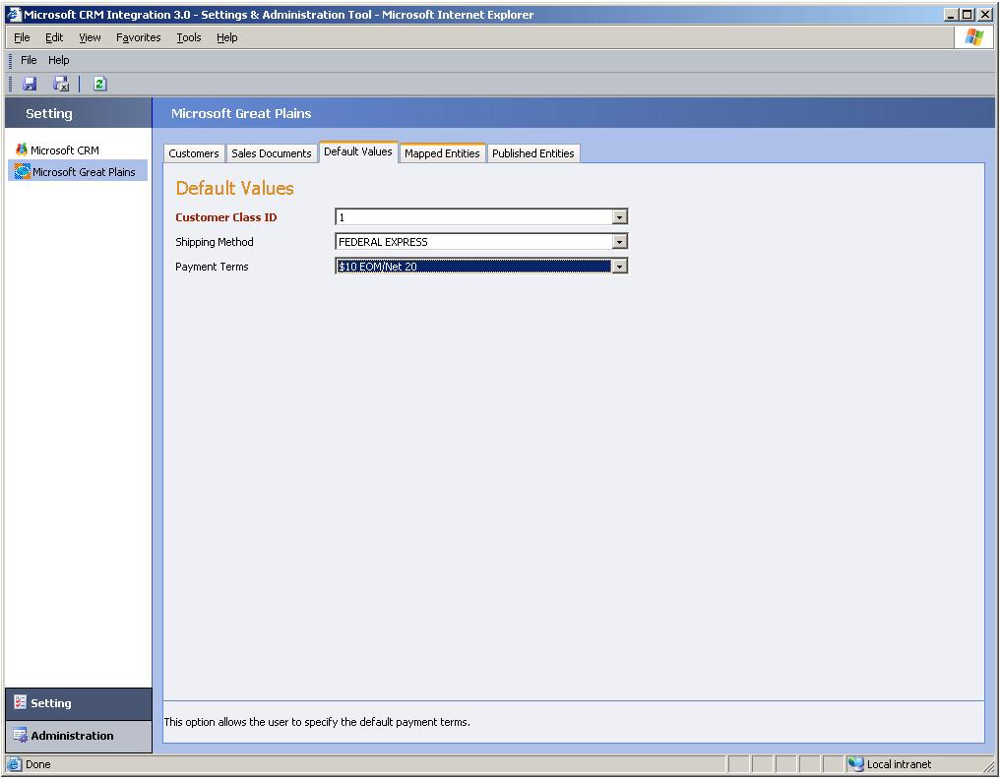 Microsoft CRM Integration 3.0 - Settings & Administration Tool - Microsoft Internet Explorer
File Edit View Favorites Tools Help
File Help
Setting
Microsoft Great Plains
Microsoft CRM
Microsoft Great Plains
Customers Sales Documents Default Values Mapped Entities Published Entities
Default Values
Customer Class ID 1
Shipping Method FEDERAL EXPRESS
Payment Terms $10 EOM/Net 20
Setting
Administration
This option allows the user to specify the default payment terms.
Done Local intranet